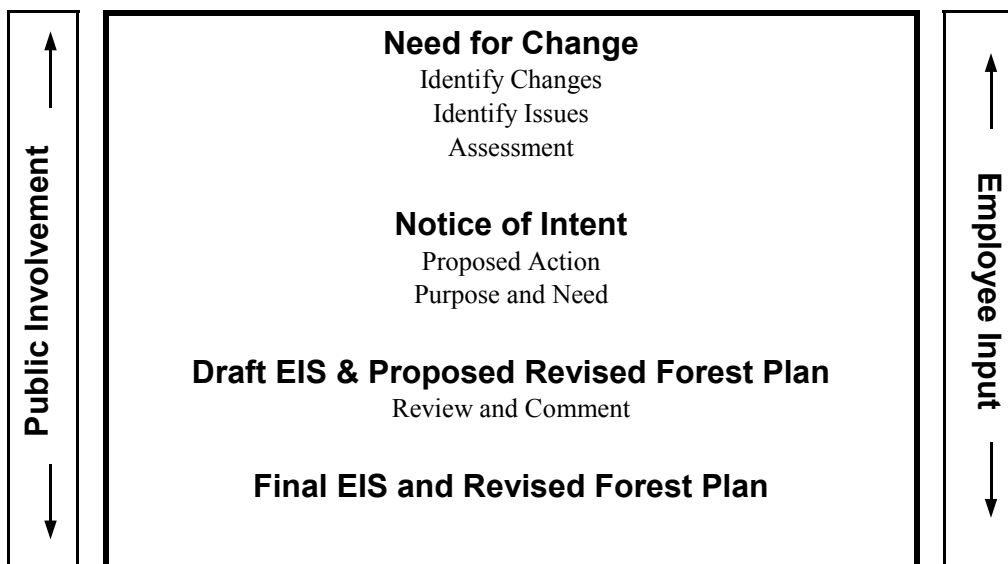 Public Involvement
Need for Change
Identify Changes
Identify Issues
Assessment
Notice of Intent
Proposed Action
Purpose and Need
Draft EIS & Proposed Revised Forest Plan
Review and Comment
Final EIS and Revised Forest Plan
Employee Input